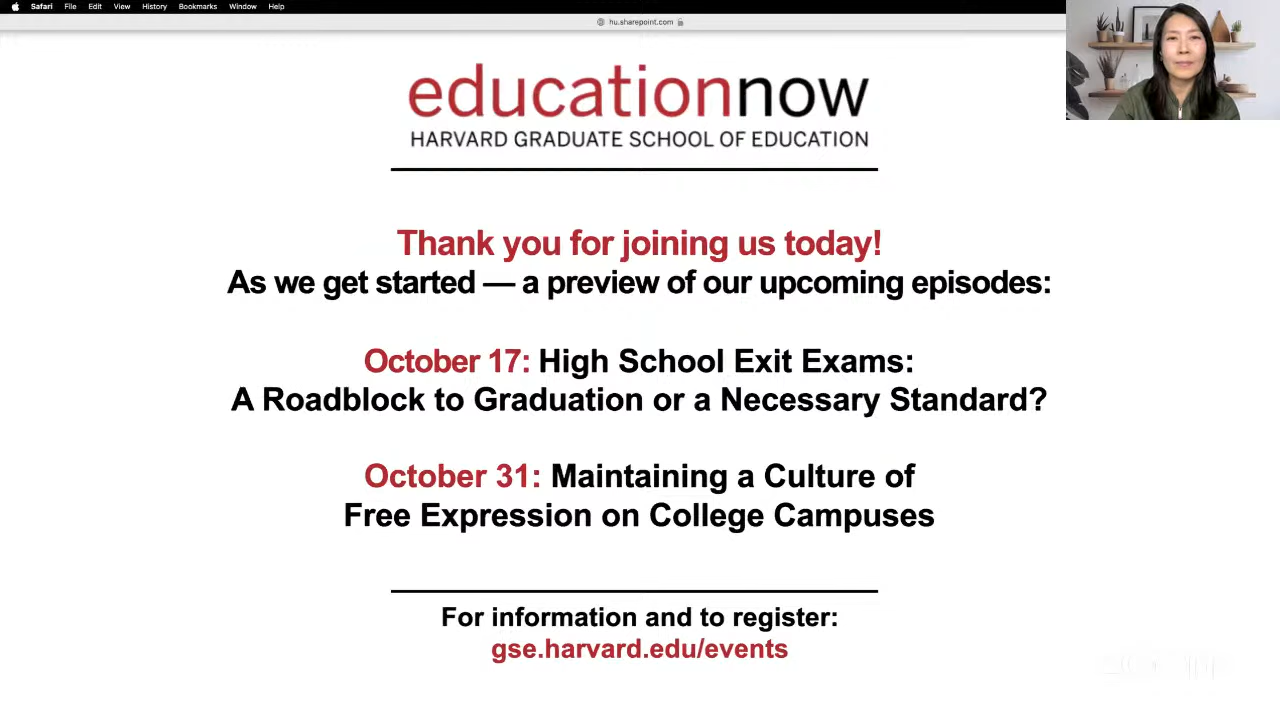 Safari File Edit View History Bookmarks Window Help
hu.sharepoint.com
educationnow
HARVARD GRADUATE SCHOOL OF EDUCATION
Thank you for joining us today!
As we get started — a preview of our upcoming episodes:
October 17: High School Exit Exams:
A Roadblock to Graduation or a Necessary Standard?
October 31: Maintaining a Culture of
Free Expression on College Campuses
For information and to register:
gse.harvard.edu/events